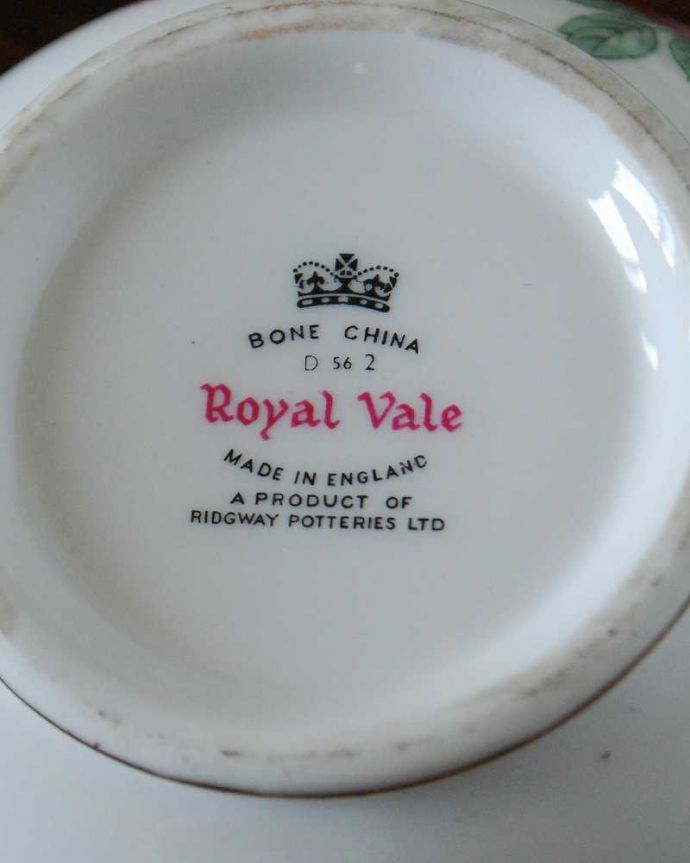 BONE CHINA
D 56 2
Royal Vale
MADE IN ENGLAND
A PRODUCT OF
RIDGWAY POTTERIES LTD